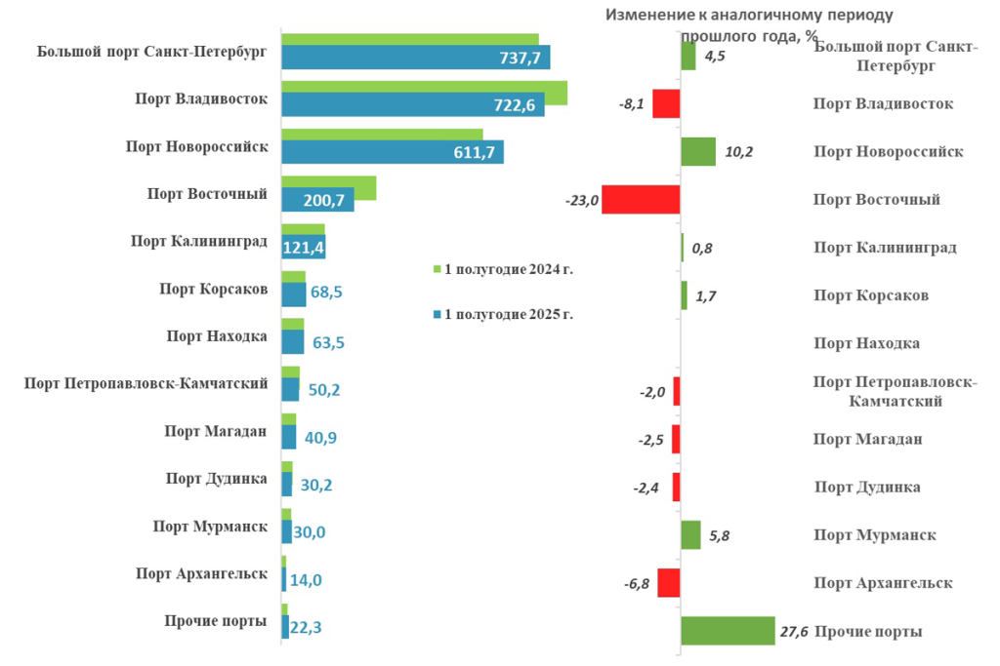 Изменение к аналогичному периоду
прошлого года, %
Большой порт Санкт-Петербург
737,7
Порт Владивосток
722,6
Порт Новороссийск
611,7
Порт Восточный
200,7
Порт Калининград
121,4
Порт Корсаков
68,5
Порт Находка
63,5
Порт Петропавловск-Камчатский
50,2
Порт Магадан
40,9
Порт Дудинка
30,2
Порт Мурманск
30,0
Порт Архангельск
14,0
Прочие порты
22,3
1 полугодие 2024 г.
1 полугодие 2025 г.
4,5
Большой порт Санкт-
Петербург
-8,1
Порт Владивосток
10,2
Порт Новороссийск
-23,0
Порт Восточный
0,8
Порт Калининград
1,7
Порт Корсаков
Порт Находка
-2,0
Порт Петропавловск-
Камчатский
-2,5
Порт Магадан
-2,4
Порт Дудинка
5,8
Порт Мурманск
-6,8
Порт Архангельск
27,6
Прочие порты